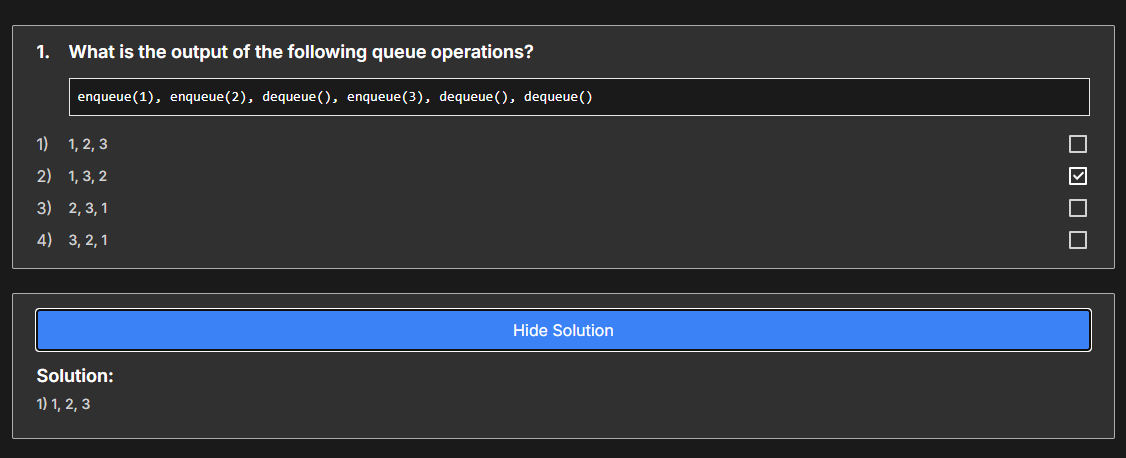 1. What is the output of the following queue operations?
enqueue(1), enqueue(2), dequeue(), enqueue(3), dequeue(), dequeue()
1) 1, 2, 3
2) 1, 3, 2
3) 2, 3, 1
4) 3, 2, 1
Hide Solution
Solution:
1) 1, 2, 3